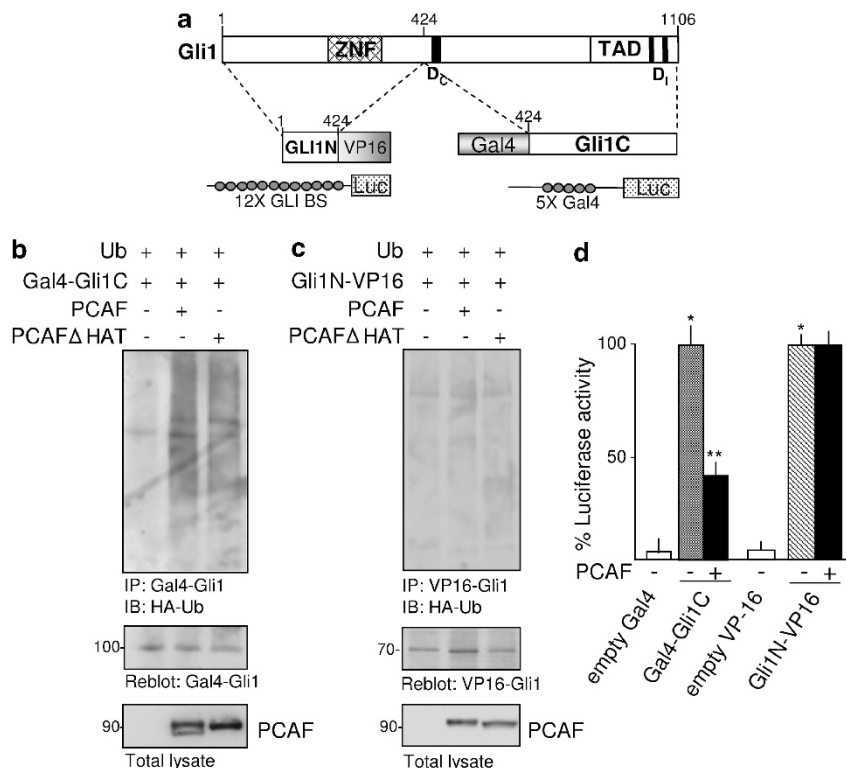 a
1 424 1106
Gli1 ZNF TAD
DC DI
1 424 424
GLI1N VP16 Gal4 Gli1C
Luc Luc
12X GLI BS 5X Gal4
b
Ub + + +
Gal4-Gli1C + + +
PCAF - + -
PCAFΔHAT - - +
IP: Gal4-Gli1
IB: HA-Ub
100-
Reblot: Gal4-Gli1
90- PCAF
Total lysate
c
Ub + + +
Gli1N-VP16 + + +
PCAF - + -
PCAFΔHAT - - +
IP: VP16-Gli1
IB: HA-Ub
70-
Reblot: VP16-Gli1
90- PCAF
Total lysate
d
% Luciferase activity
100
50
* ** *
PCAF - - + - - +
empty Gal4
Gal4-Gli1C
empty VP-16
Gli1N-VP16